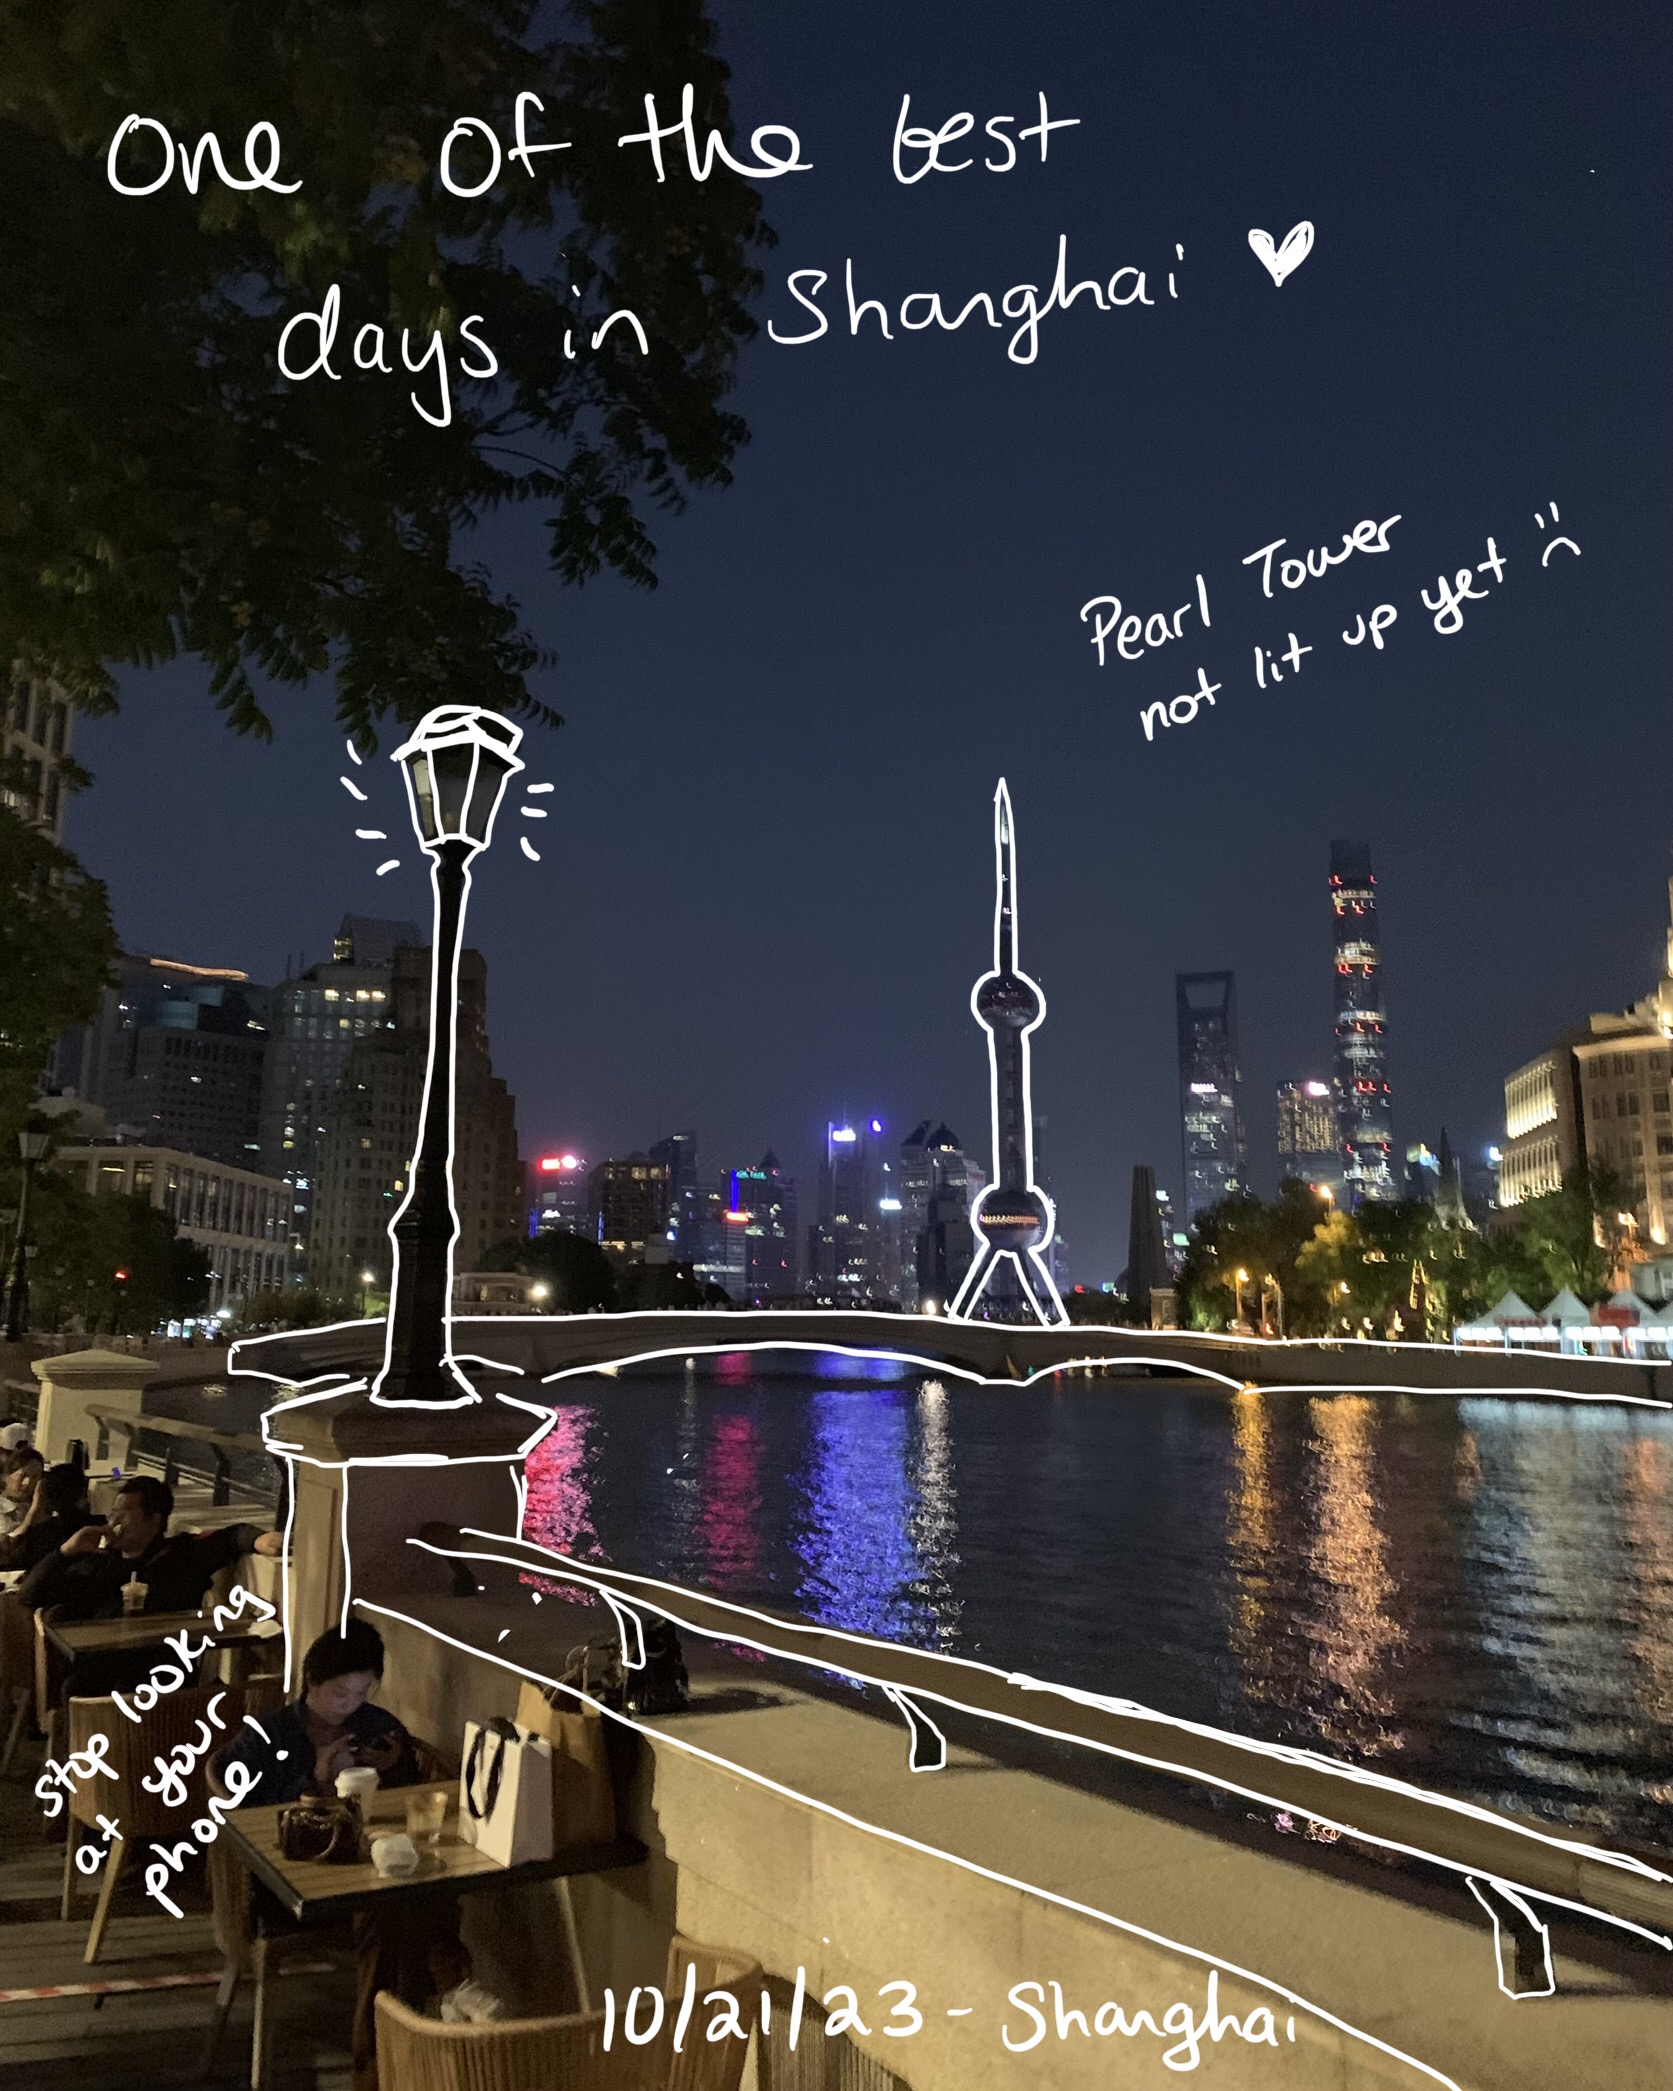 One of the best
days in Shanghai ♥
Pearl Tower
not lit up yet :(
stop looking
at your
phone!
10/21/23 - Shanghai